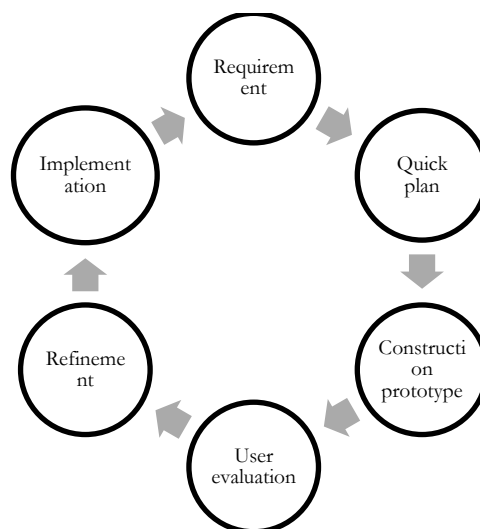 Requirem
ent
Quick
plan
Constructi
on
prototype
User
evaluation
Refineme
nt
Implement
ation